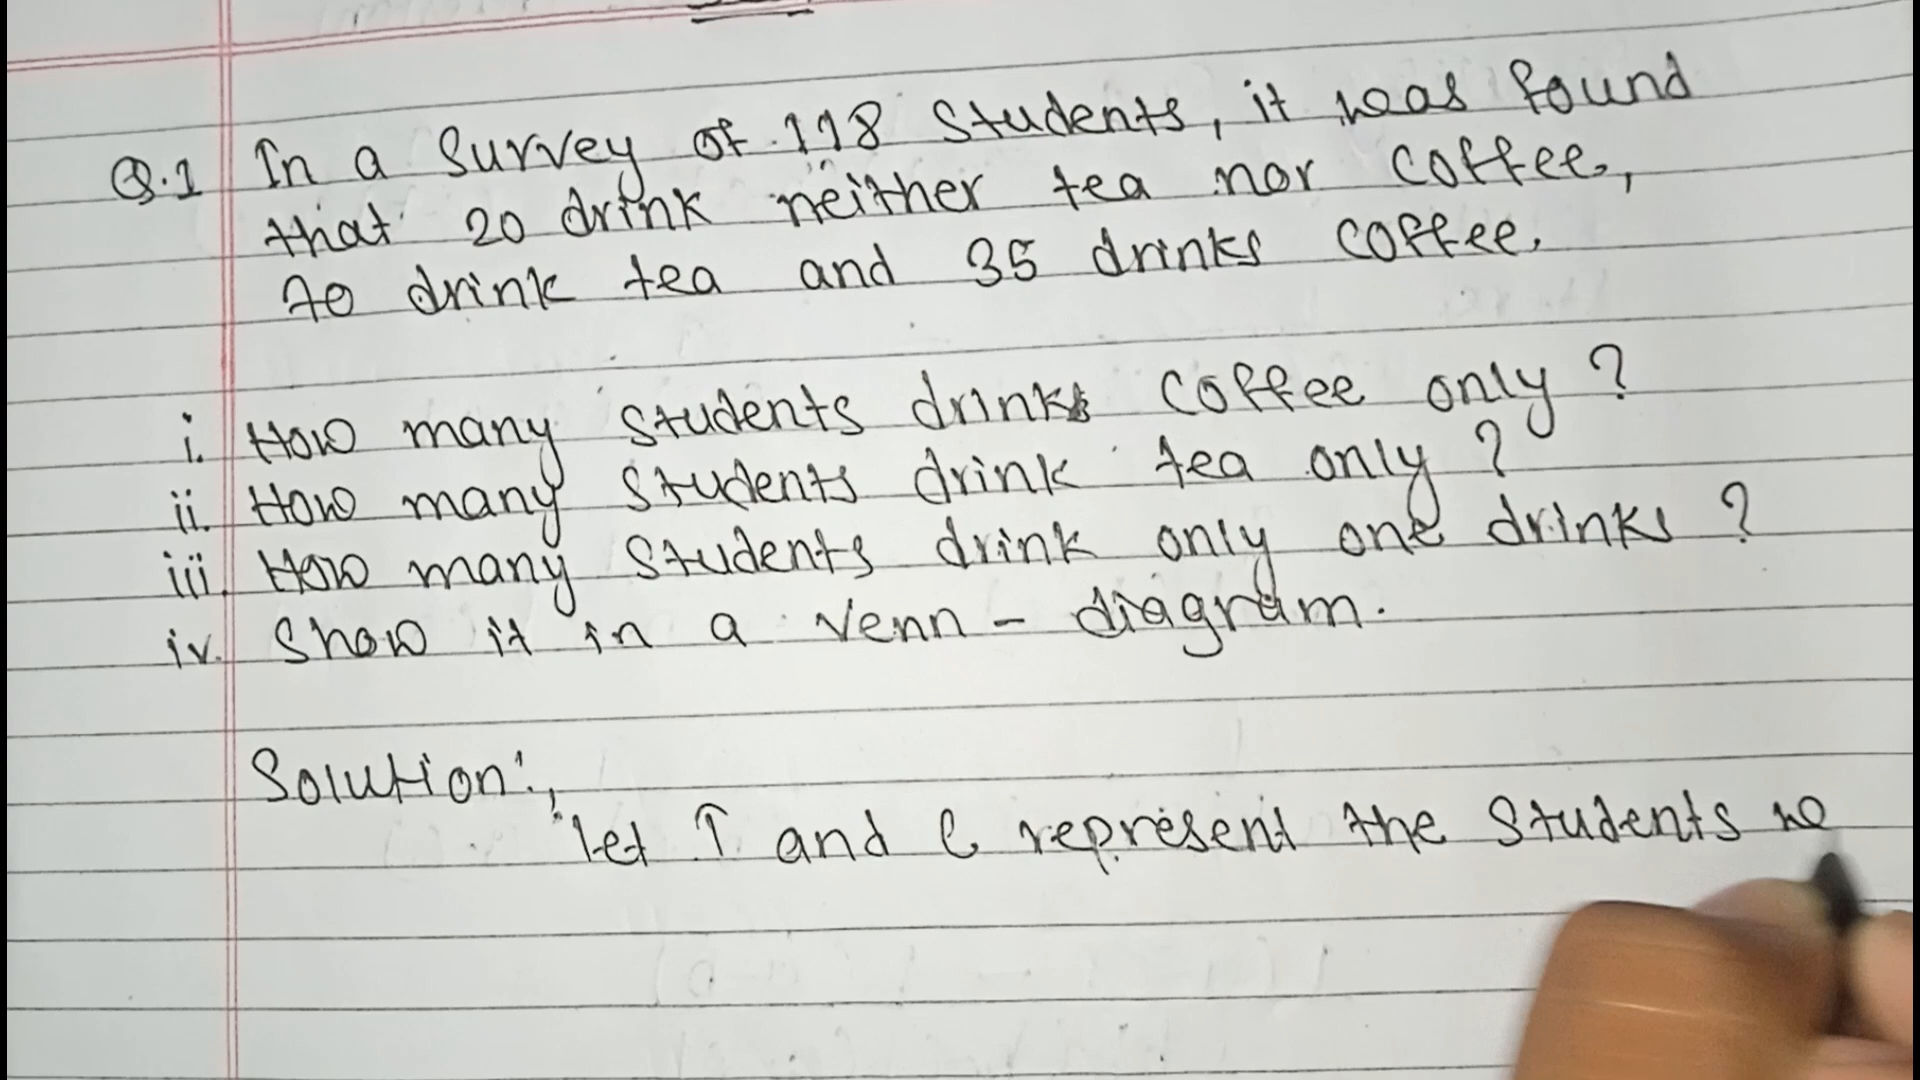 Q.1 In a survey of 118 students, it was found
that 20 drink neither tea nor coffee,
70 drink tea and 35 drinks coffee.
i. How many students drinks coffee only ?
ii. How many students drink tea only ?
iii. How many students drink only one drinks ?
iv. Show it in a venn - diagram.
Solution:,
let T and C represent the students